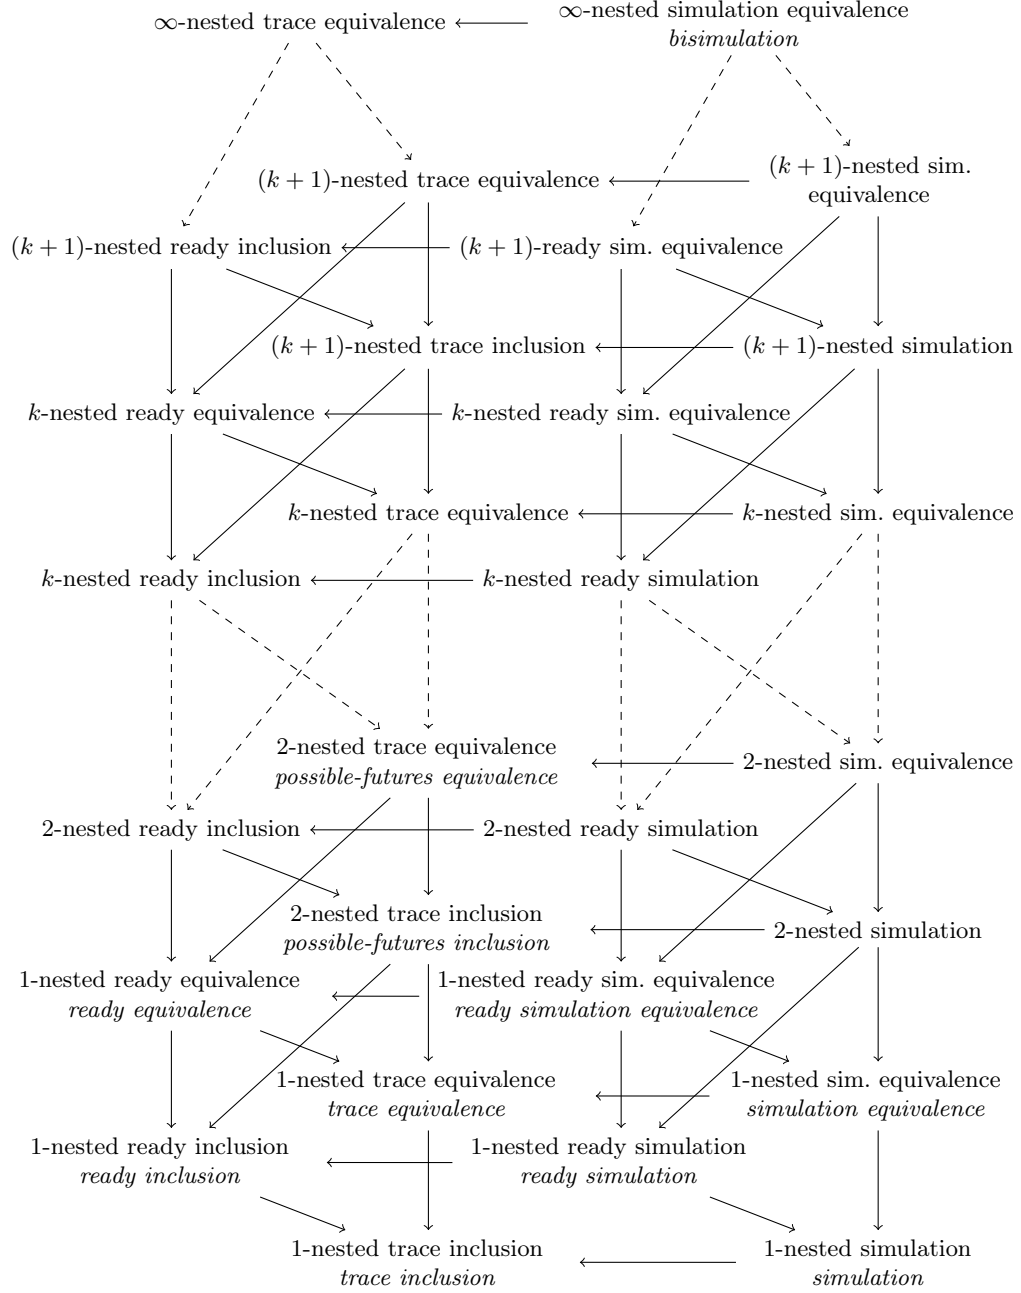 ∞-nested trace equivalence
∞-nested simulation equivalence
bisimulation
(k + 1)-nested trace equivalence
(k + 1)-nested sim.
equivalence
(k + 1)-nested ready inclusion
(k + 1)-ready sim. equivalence
(k + 1)-nested trace inclusion
(k + 1)-nested simulation
k-nested ready equivalence
k-nested ready sim. equivalence
k-nested trace equivalence
k-nested sim. equivalence
k-nested ready inclusion
k-nested ready simulation
2-nested trace equivalence
possible-futures equivalence
2-nested sim. equivalence
2-nested ready inclusion
2-nested ready simulation
2-nested trace inclusion
possible-futures inclusion
2-nested simulation
1-nested ready equivalence
ready equivalence
1-nested ready sim. equivalence
ready simulation equivalence
1-nested trace equivalence
trace equivalence
1-nested sim. equivalence
simulation equivalence
1-nested ready inclusion
ready inclusion
1-nested ready simulation
ready simulation
1-nested trace inclusion
trace inclusion
1-nested simulation
simulation